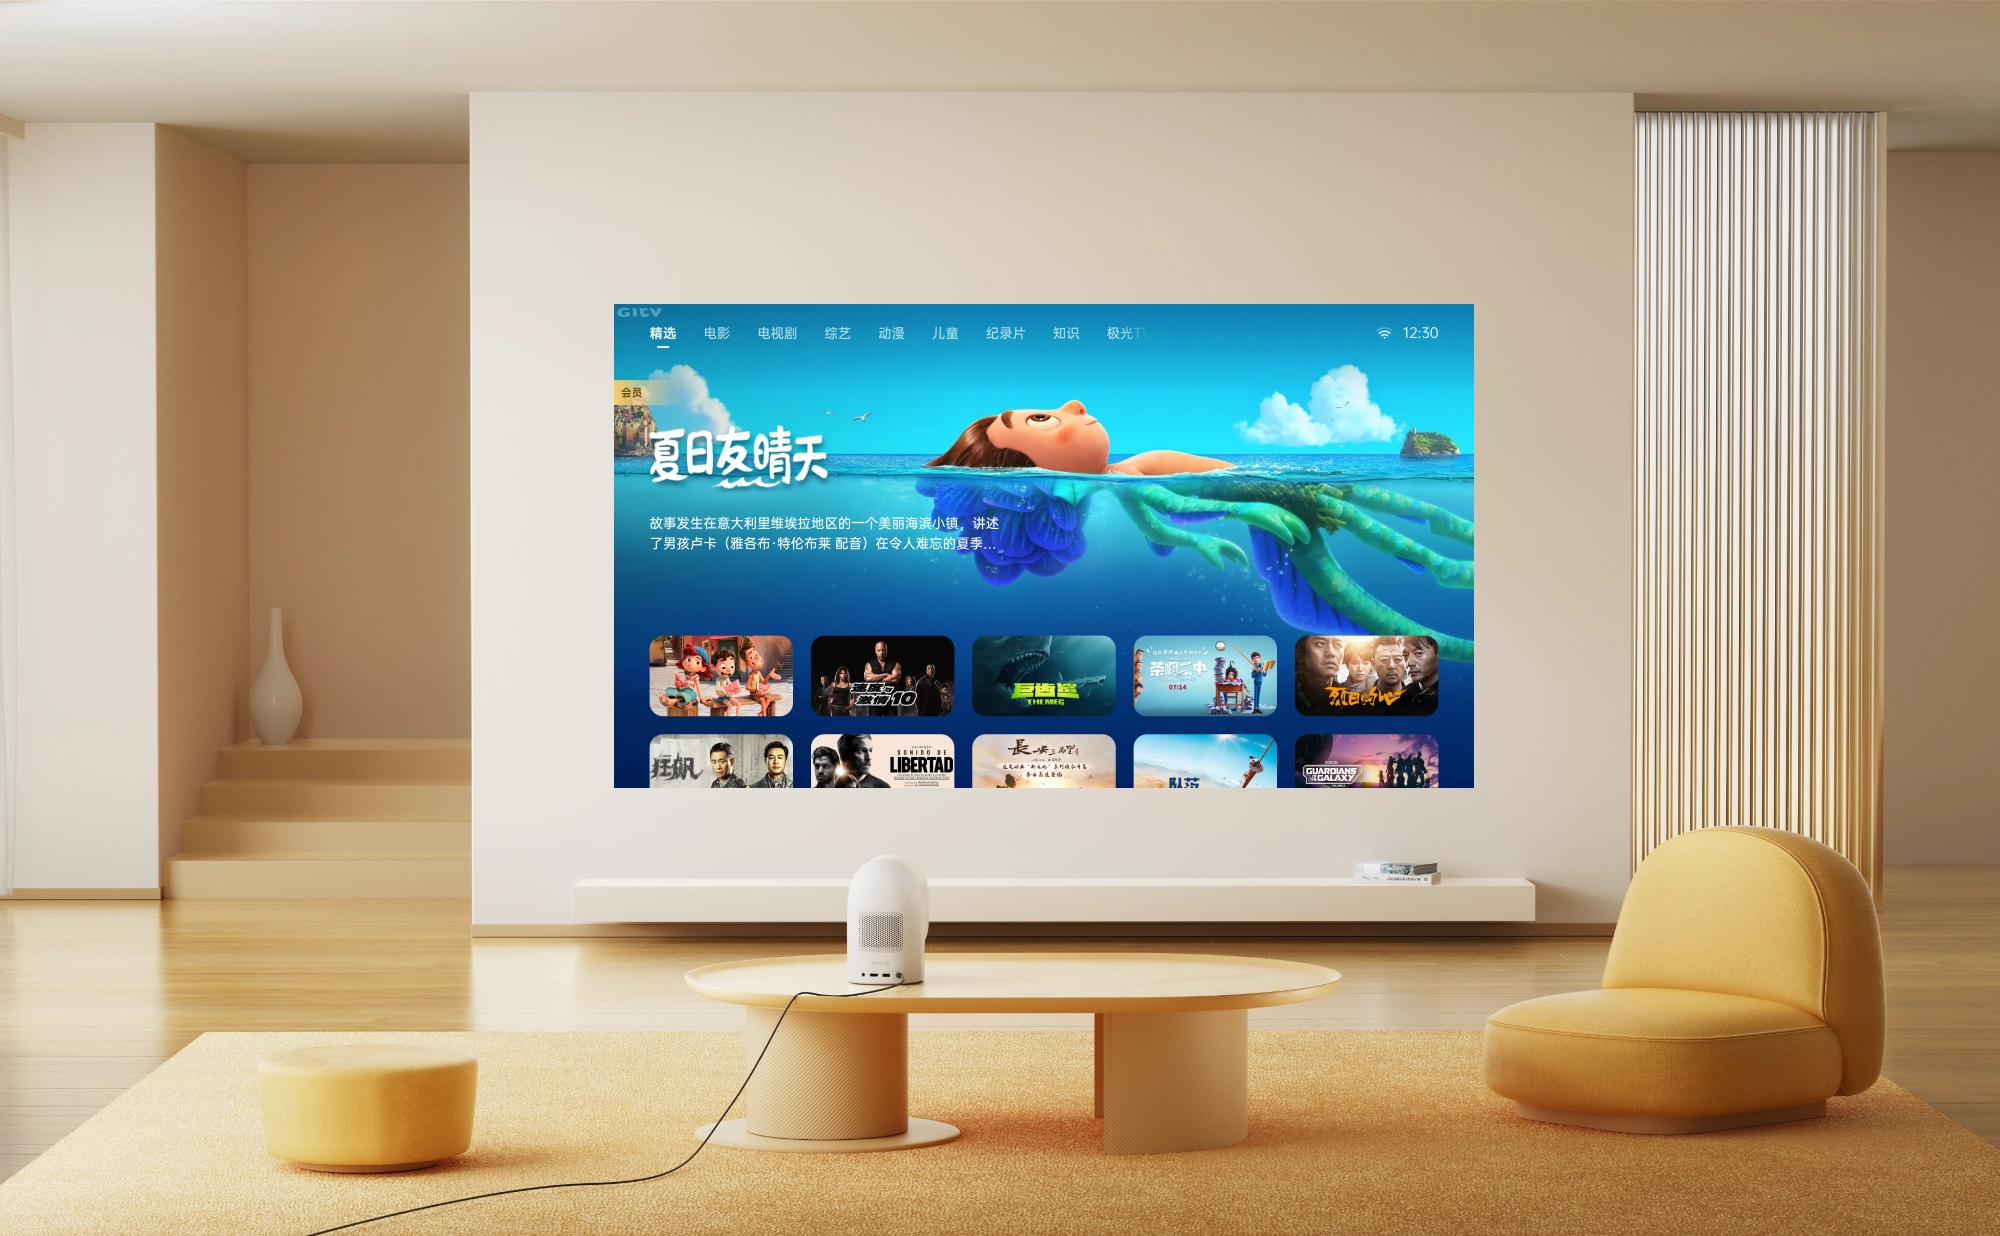 GITV
精选 电影 电视剧 综艺 动漫 儿童 纪录片 知识 极光TV
12:30
会员
夏日友晴天
故事发生在意大利里维埃拉地区的一个美丽海滨小镇，讲述
了男孩卢卡（雅各布·特伦布莱 配音）在令人难忘的夏季...
速度与
激情10
巨齿鲨
THE MEG
茶啊二中
07/14
烈日灼心
狂飙
SONIDO DE
LIBERTAD
長安三万里
GUARDIANS
GALAXY